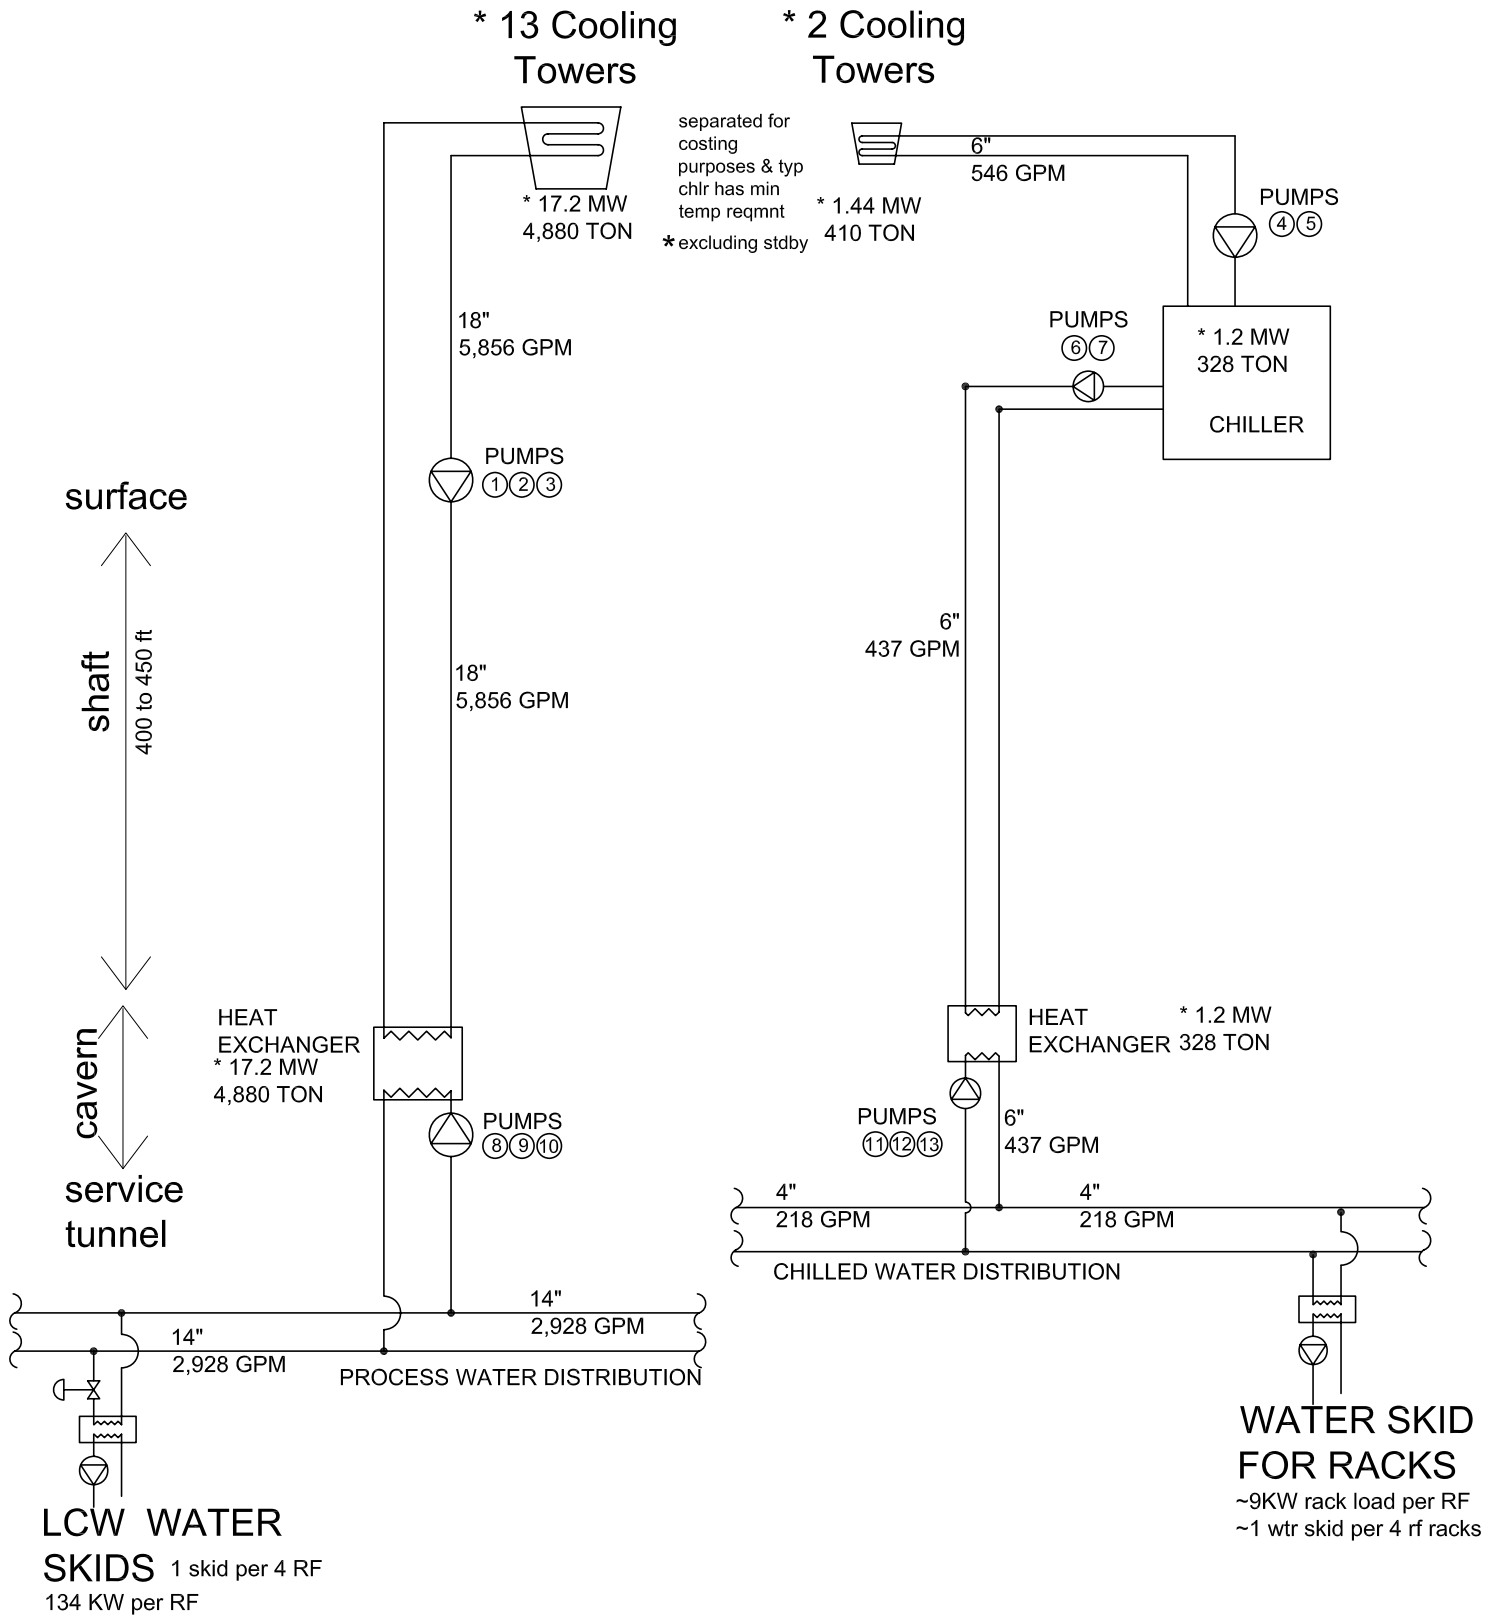 * 13 Cooling
Towers
* 2 Cooling
Towers
separated for
costing
purposes & typ
chlr has min
temp reqmnt
* excluding stdby
* 17.2 MW
4,880 TON
* 1.44 MW
410 TON
6"
546 GPM
PUMPS
4 5
18"
5,856 GPM
PUMPS
6 7
* 1.2 MW
328 TON
CHILLER
PUMPS
1 2 3
surface
shaft
400 to 450 ft
18"
5,856 GPM
6"
437 GPM
cavern
service
tunnel
HEAT
EXCHANGER
* 17.2 MW
4,880 TON
PUMPS
8 9 10
HEAT
EXCHANGER
* 1.2 MW
328 TON
PUMPS
11 12 13
6"
437 GPM
4"
218 GPM
4"
218 GPM
CHILLED WATER DISTRIBUTION
14"
2,928 GPM
14"
2,928 GPM
PROCESS WATER DISTRIBUTION
WATER SKID
FOR RACKS
~9KW rack load per RF
~1 wtr skid per 4 rf racks
LCW WATER
SKIDS 1 skid per 4 RF
134 KW per RF